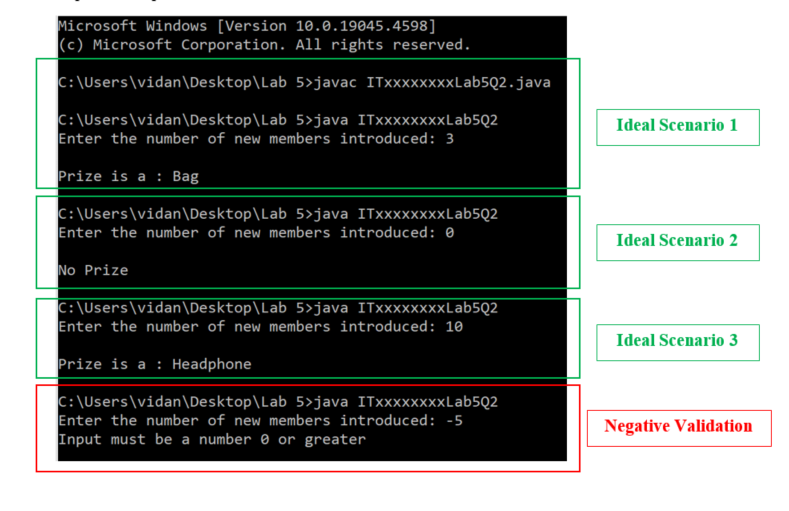 Microsoft Windows [Version 10.0.19045.4598]
(c) Microsoft Corporation. All rights reserved.
C:\Users\vidan\Desktop\Lab 5>javac ITxxxxxxxxLab5Q2.java
C:\Users\vidan\Desktop\Lab 5>java ITxxxxxxxxLab5Q2
Enter the number of new members introduced: 3
Prize is a : Bag
Ideal Scenario 1
C:\Users\vidan\Desktop\Lab 5>java ITxxxxxxxxLab5Q2
Enter the number of new members introduced: 0
No Prize
Ideal Scenario 2
C:\Users\vidan\Desktop\Lab 5>java ITxxxxxxxxLab5Q2
Enter the number of new members introduced: 10
Prize is a : Headphone
Ideal Scenario 3
C:\Users\vidan\Desktop\Lab 5>java ITxxxxxxxxLab5Q2
Enter the number of new members introduced: -5
Input must be a number 0 or greater
Negative Validation